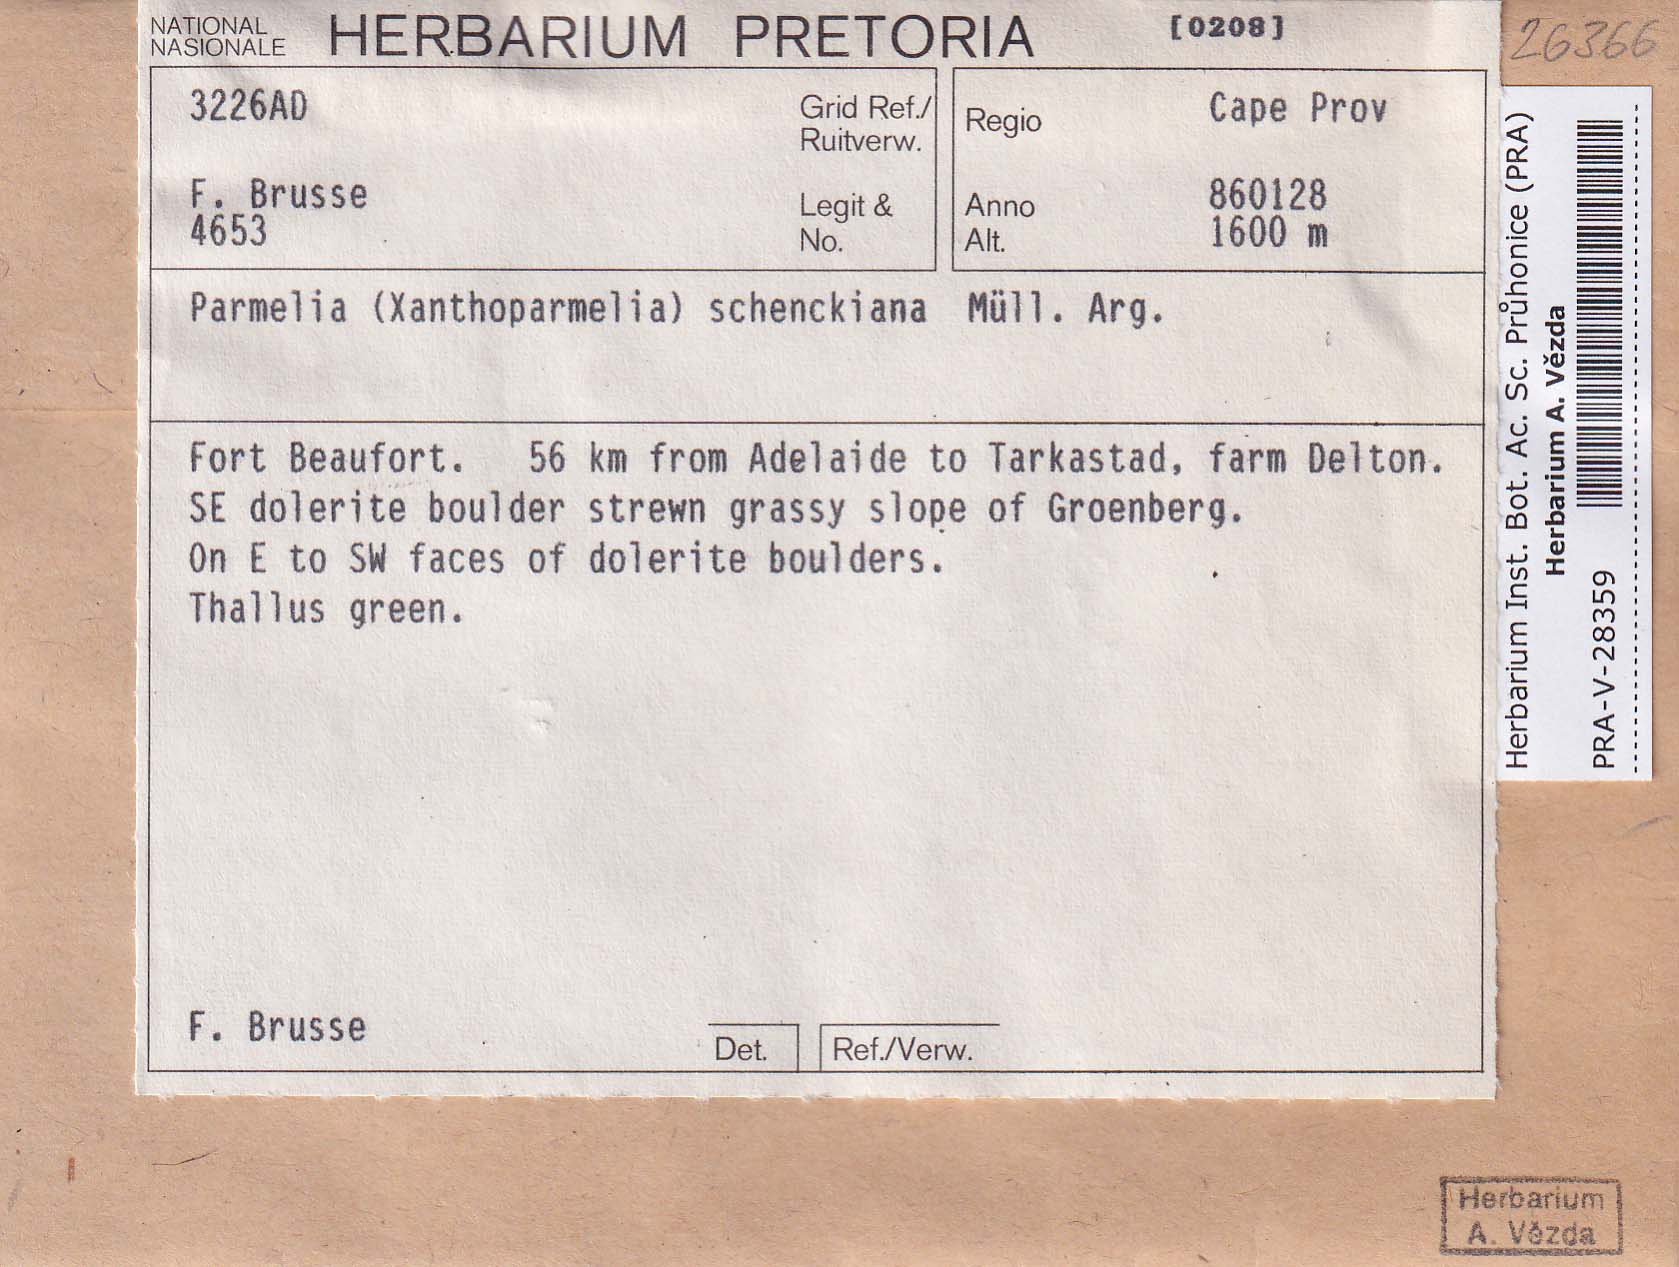 NATIONAL
NASIONALE
HERBARIUM PRETORIA
[0208]
26366
3226AD
Grid Ref./
Ruitverw.
Regio
Cape Prov
F. Brusse
4653
Legit &
No.
Anno
860128
Alt.
1600 m
Parmelia (Xanthoparmelia) schenckiana Müll. Arg.
Fort Beaufort. 56 km from Adelaide to Tarkastad, farm Delton.
SE dolerite boulder strewn grassy slope of Groenberg.
On E to SW faces of dolerite boulders.
Thallus green.
F. Brusse
Det.
Ref./Verw.
Herbarium Inst. Bot. Ac. Sc. Průhonice (PRA)
Herbarium A. Vězda
PRA-V-28359
Herbarium
A. Vězda